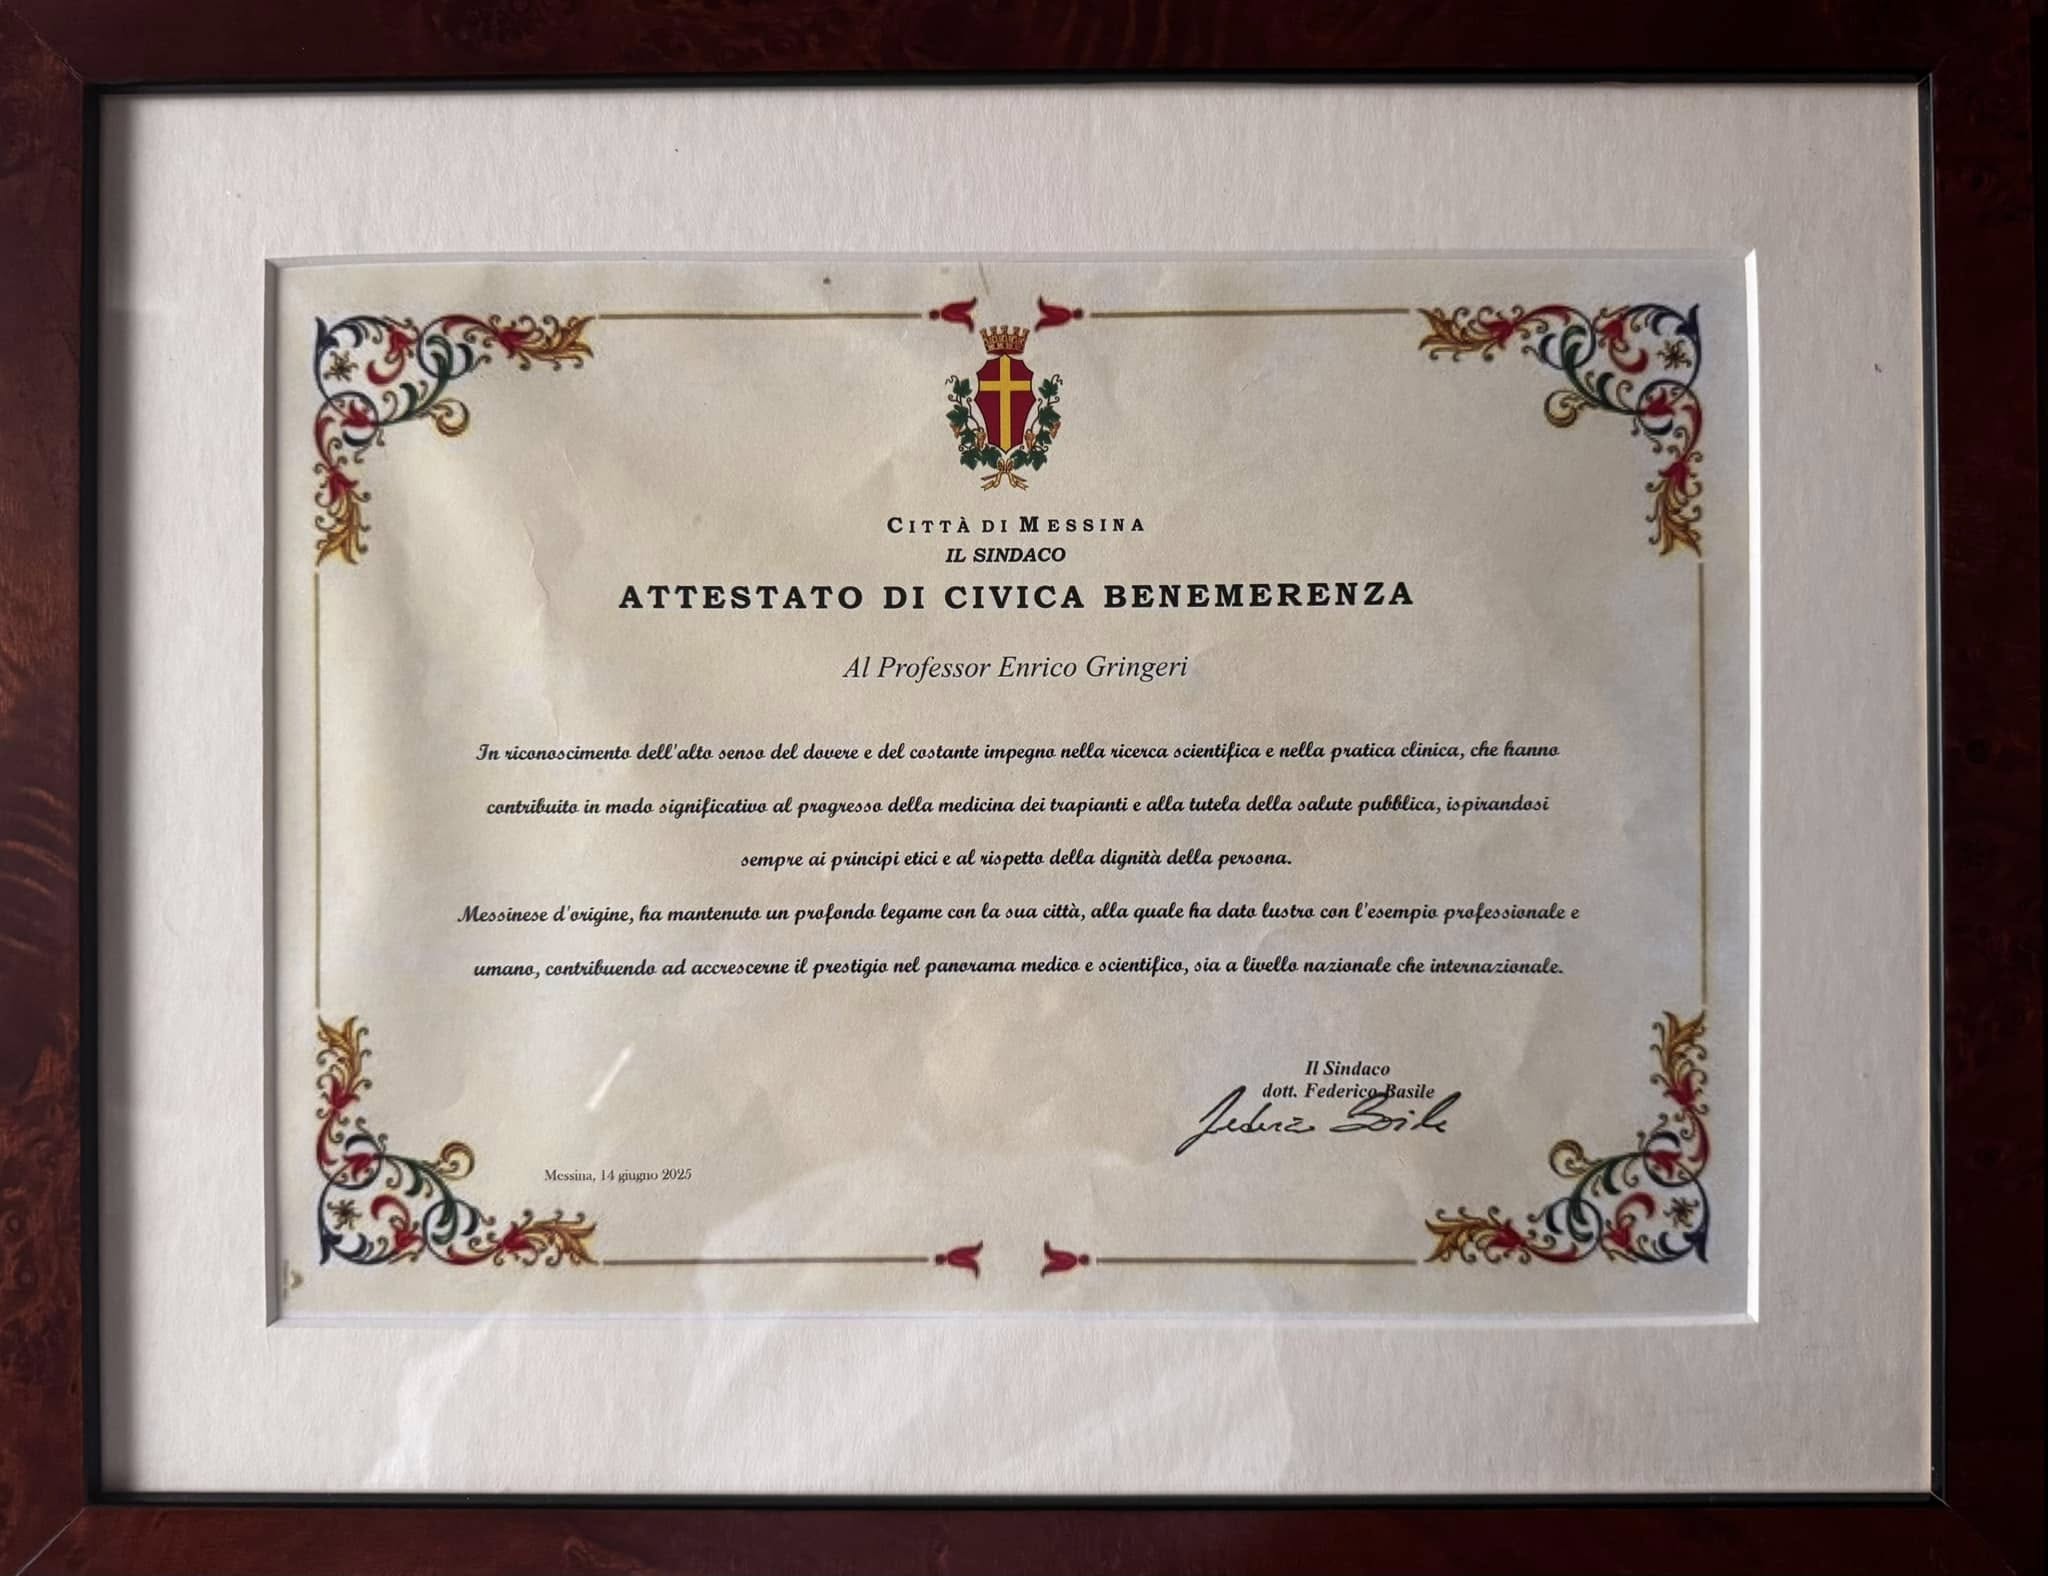 CITTÀ DI MESSINA
IL SINDACO
ATTESTATO DI CIVICA BENEMERENZA
Al Professor Enrico Gringeri
In riconoscimento dell'alto senso del dovere e del costante impegno nella ricerca scientifica e nella pratica clinica, che hanno
contribuito in modo significativo al progresso della medicina dei trapianti e alla tutela della salute pubblica, ispirandosi
sempre ai principi etici e al rispetto della dignità della persona.
Messinese d'origine, ha mantenuto un profondo legame con la sua città, alla quale ha dato lustro con l'esempio professionale e
umano, contribuendo ad accrescerne il prestigio nel panorama medico e scientifico, sia a livello nazionale che internazionale.
Il Sindaco
dott. Federico Basile
Federico Basile
Messina, 14 giugno 2025